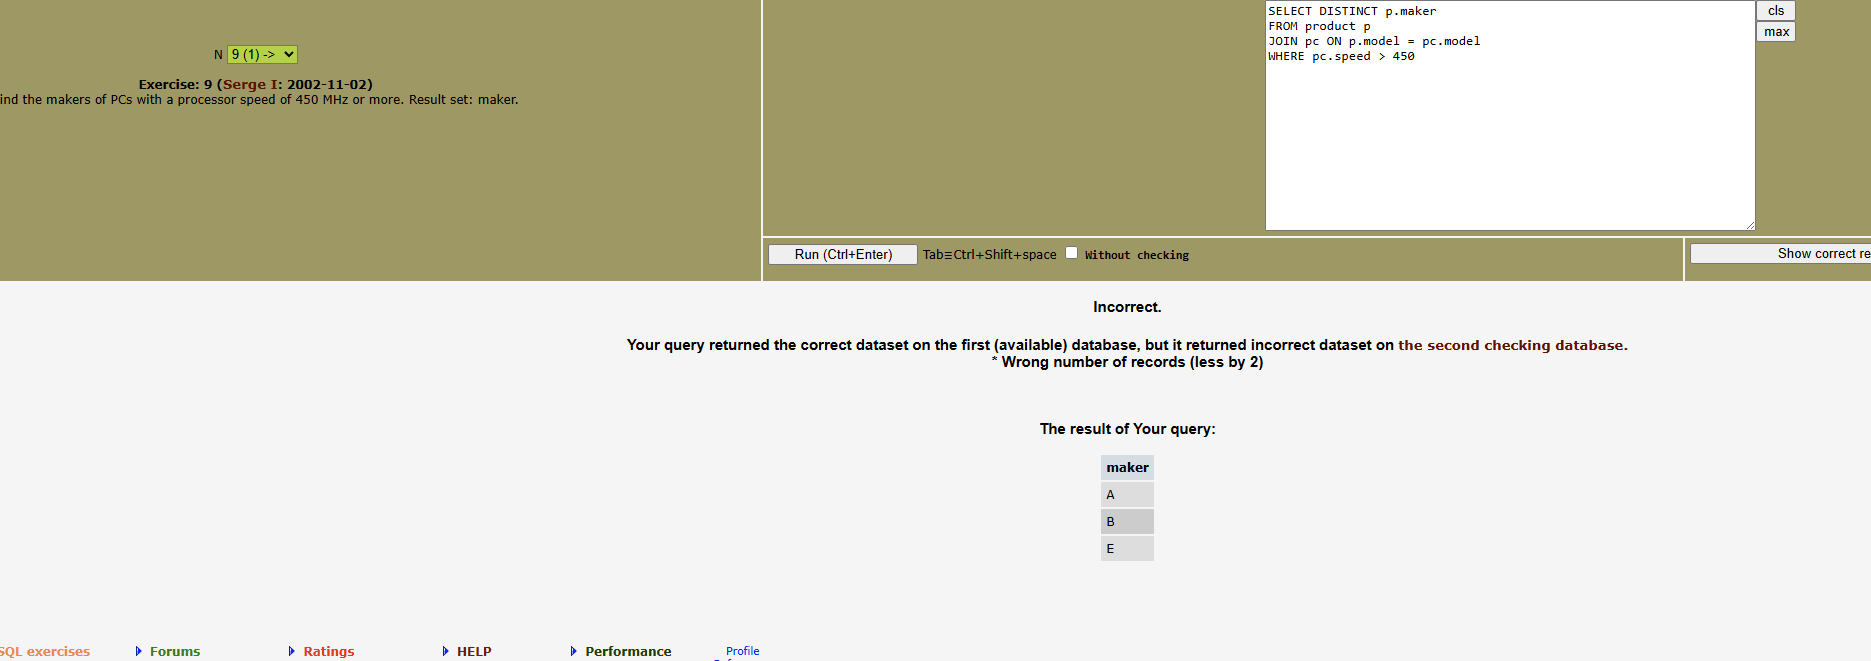 N 9 (1) ->
Exercise: 9 (Serge I: 2002-11-02)
ind the makers of PCs with a processor speed of 450 MHz or more. Result set: maker.
SELECT DISTINCT p.maker
FROM product p
JOIN pc ON p.model = pc.model
WHERE pc.speed > 450
cls
max
Run (Ctrl+Enter) Tab≡Ctrl+Shift+space Without checking
Show correct re
Incorrect.
Your query returned the correct dataset on the first (available) database, but it returned incorrect dataset on the second checking database.
* Wrong number of records (less by 2)
The result of Your query:
maker
A
B
E
SQL exercises Forums Ratings HELP Performance Profile